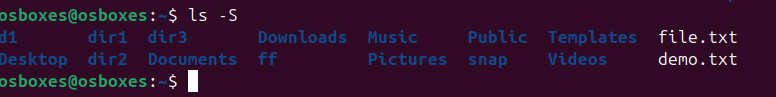 osboxes@osboxes:~$ ls -S
d1 dir1 dir3 Downloads Music Public Templates file.txt
Desktop dir2 Documents ff Pictures snap Videos demo.txt
osboxes@osboxes:~$